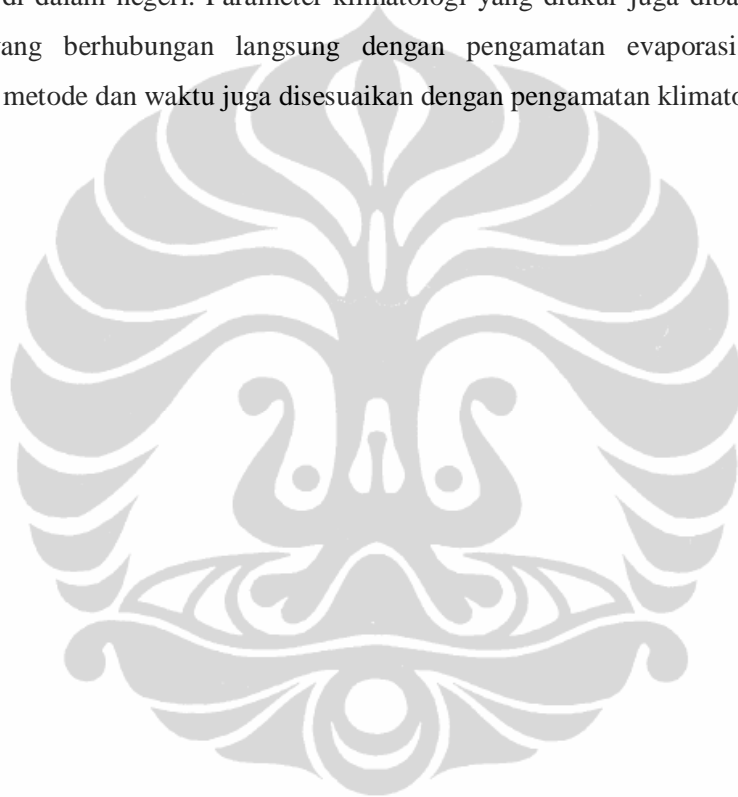 di dalam negeri. Parameter klimatologi yang diukur juga
yang berhubungan langsung dengan pengamatan evaporasi
metode dan waktu juga disesuaikan dengan pengamatan